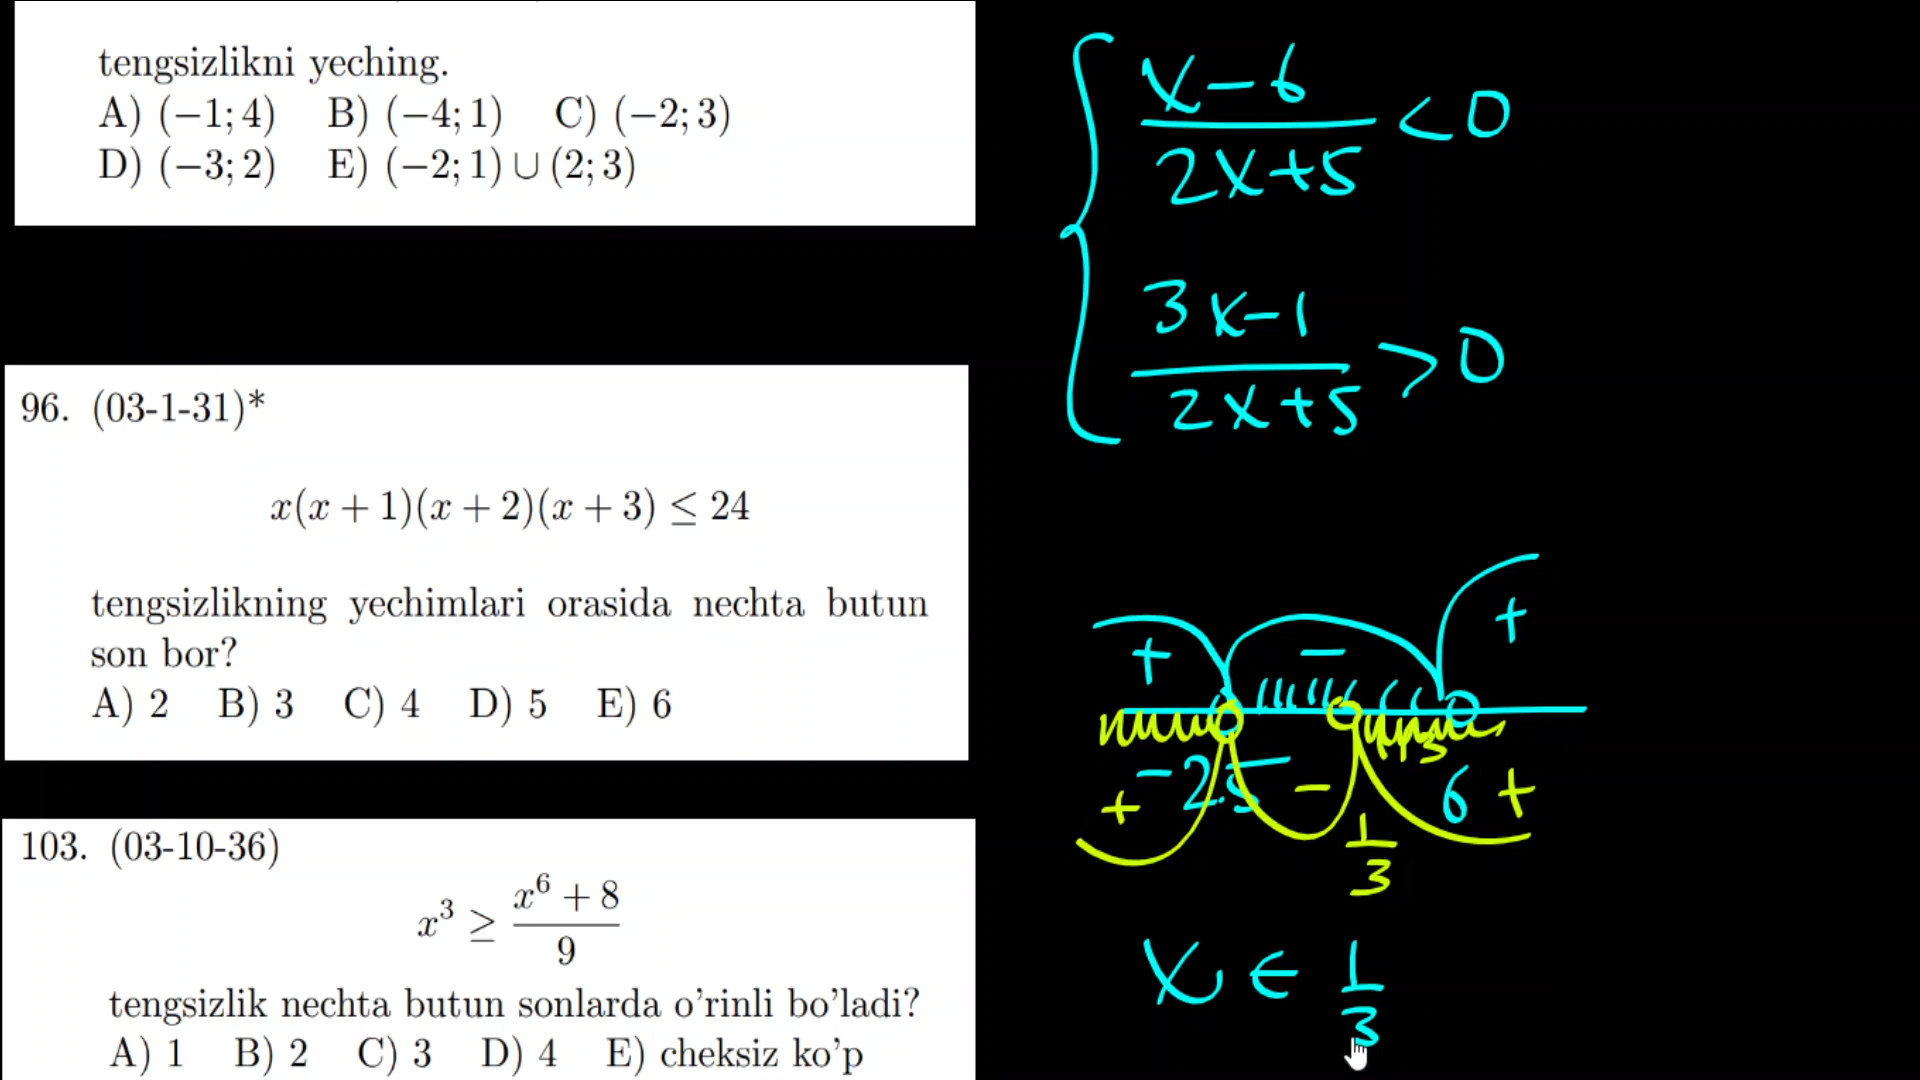 tengsizlikni yeching.
A) (−1; 4) B) (−4; 1) C) (−2; 3)
D) (−3; 2) E) (−2; 1) ∪ (2; 3)
96. (03-1-31)*
x(x + 1)(x + 2)(x + 3) ≤ 24
tengsizlikning yechimlari orasida nechta butun
son bor?
A) 2 B) 3 C) 4 D) 5 E) 6
103. (03-10-36)
x³ ≥ (x⁶ + 8)/9
tengsizlik nechta butun sonlarda o'rinli bo'ladi?
A) 1 B) 2 C) 3 D) 4 E) cheksiz ko'p
x−6
2x+5
<0
3x−1
2x+5
>0
+ − +
−2.5 6
+ − +
1
3
x ∈ 1/3